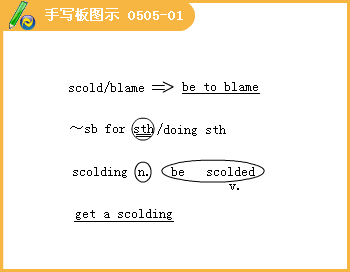 手写板图示 0505-01
scold/blame ⇒ be to blame
～sb for sth/doing sth
scolding n. be scolded
v.
get a scolding